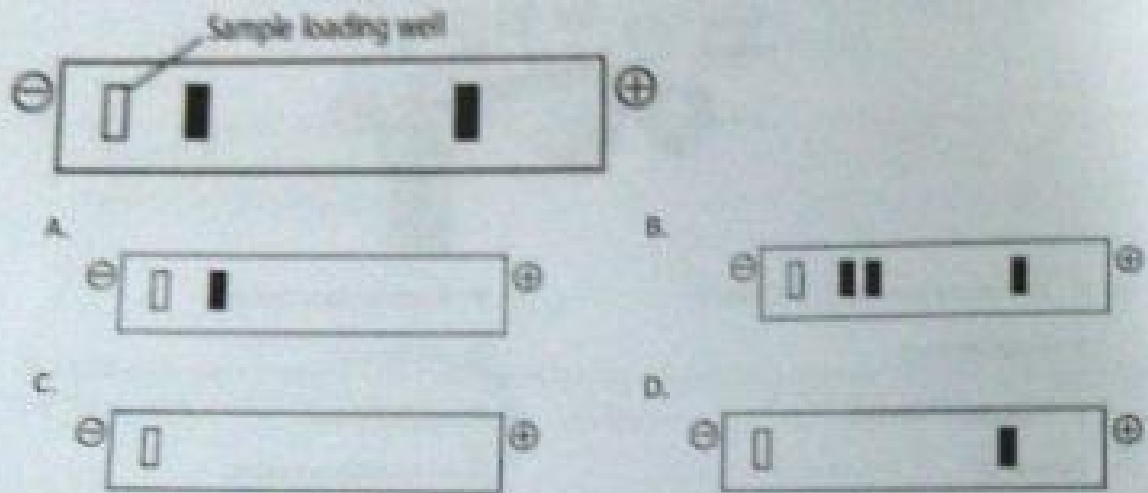 Sample loading well
⊖ ⊕
A. B.
⊖ ⊕ ⊖ ⊕
C. D.
⊖ ⊕ ⊖ ⊕